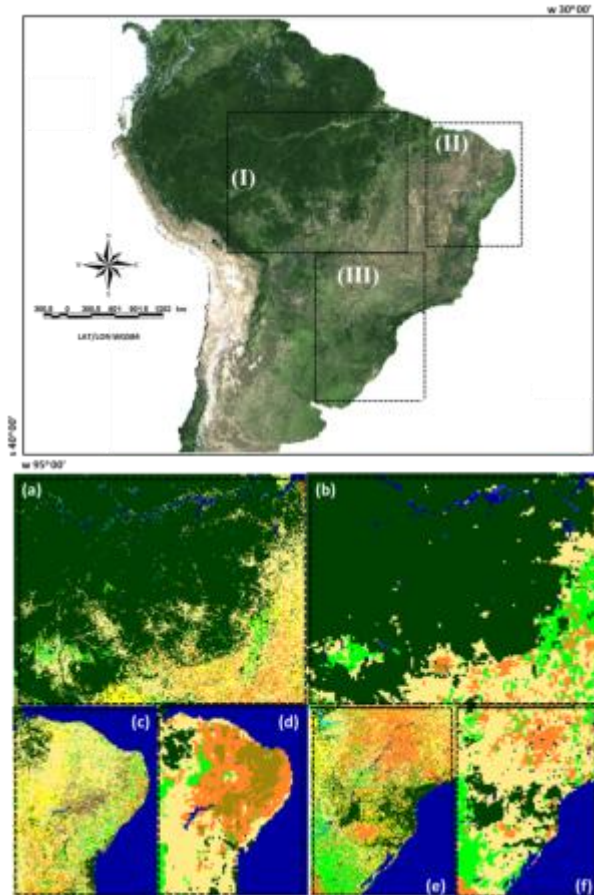 w 30°00'
(II)
(I)
(III)
LAT/LON WGS84
s 40°00'
w 95°00'
(a)
(b)
(c)
(d)
(e)
(f)